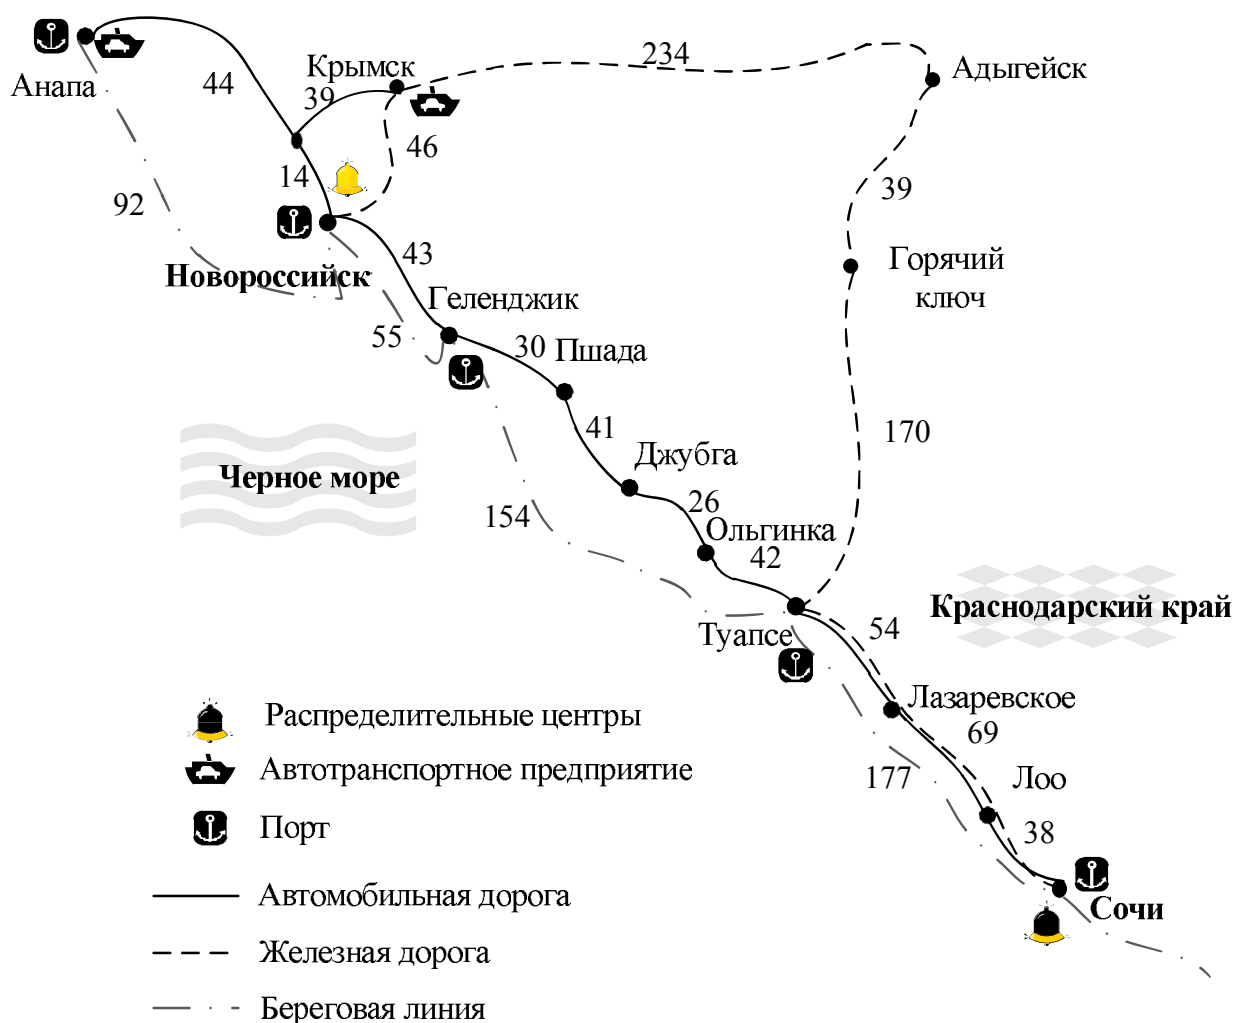 Анапа
44
Крымск
39
234
Адыгейск
46
14
92
39
Новороссийск
43
Горячий
ключ
Геленджик
55
30
Пшада
41
170
Джубга
Черное море
154
26
Ольгинка
42
Краснодарский край
Туапсе
54
Лазаревское
69
177
Лоо
38
Сочи
Распределительные центры
Автотранспортное предприятие
Порт
Автомобильная дорога
Железная дорога
Береговая линия